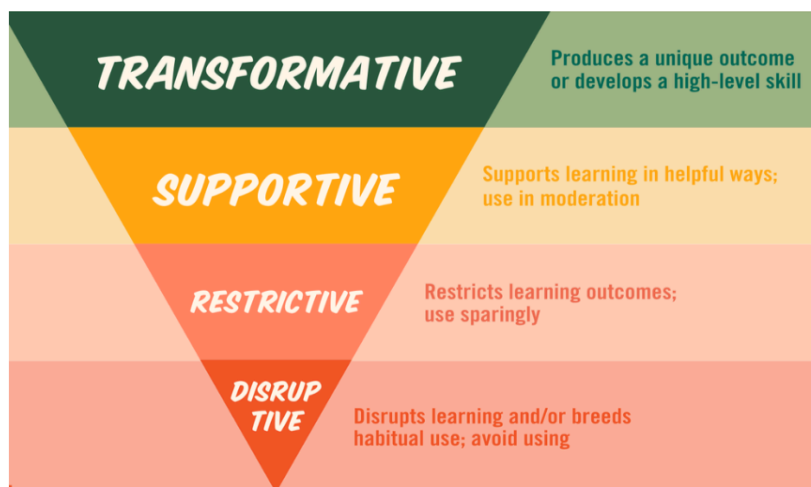 TRANSFORMATIVE
Produces a unique outcome
or develops a high-level skill
SUPPORTIVE
Supports learning in helpful ways;
use in moderation
RESTRICTIVE
Restricts learning outcomes;
use sparingly
DISRUP
TIVE
Disrupts learning and/or breeds
habitual use; avoid using